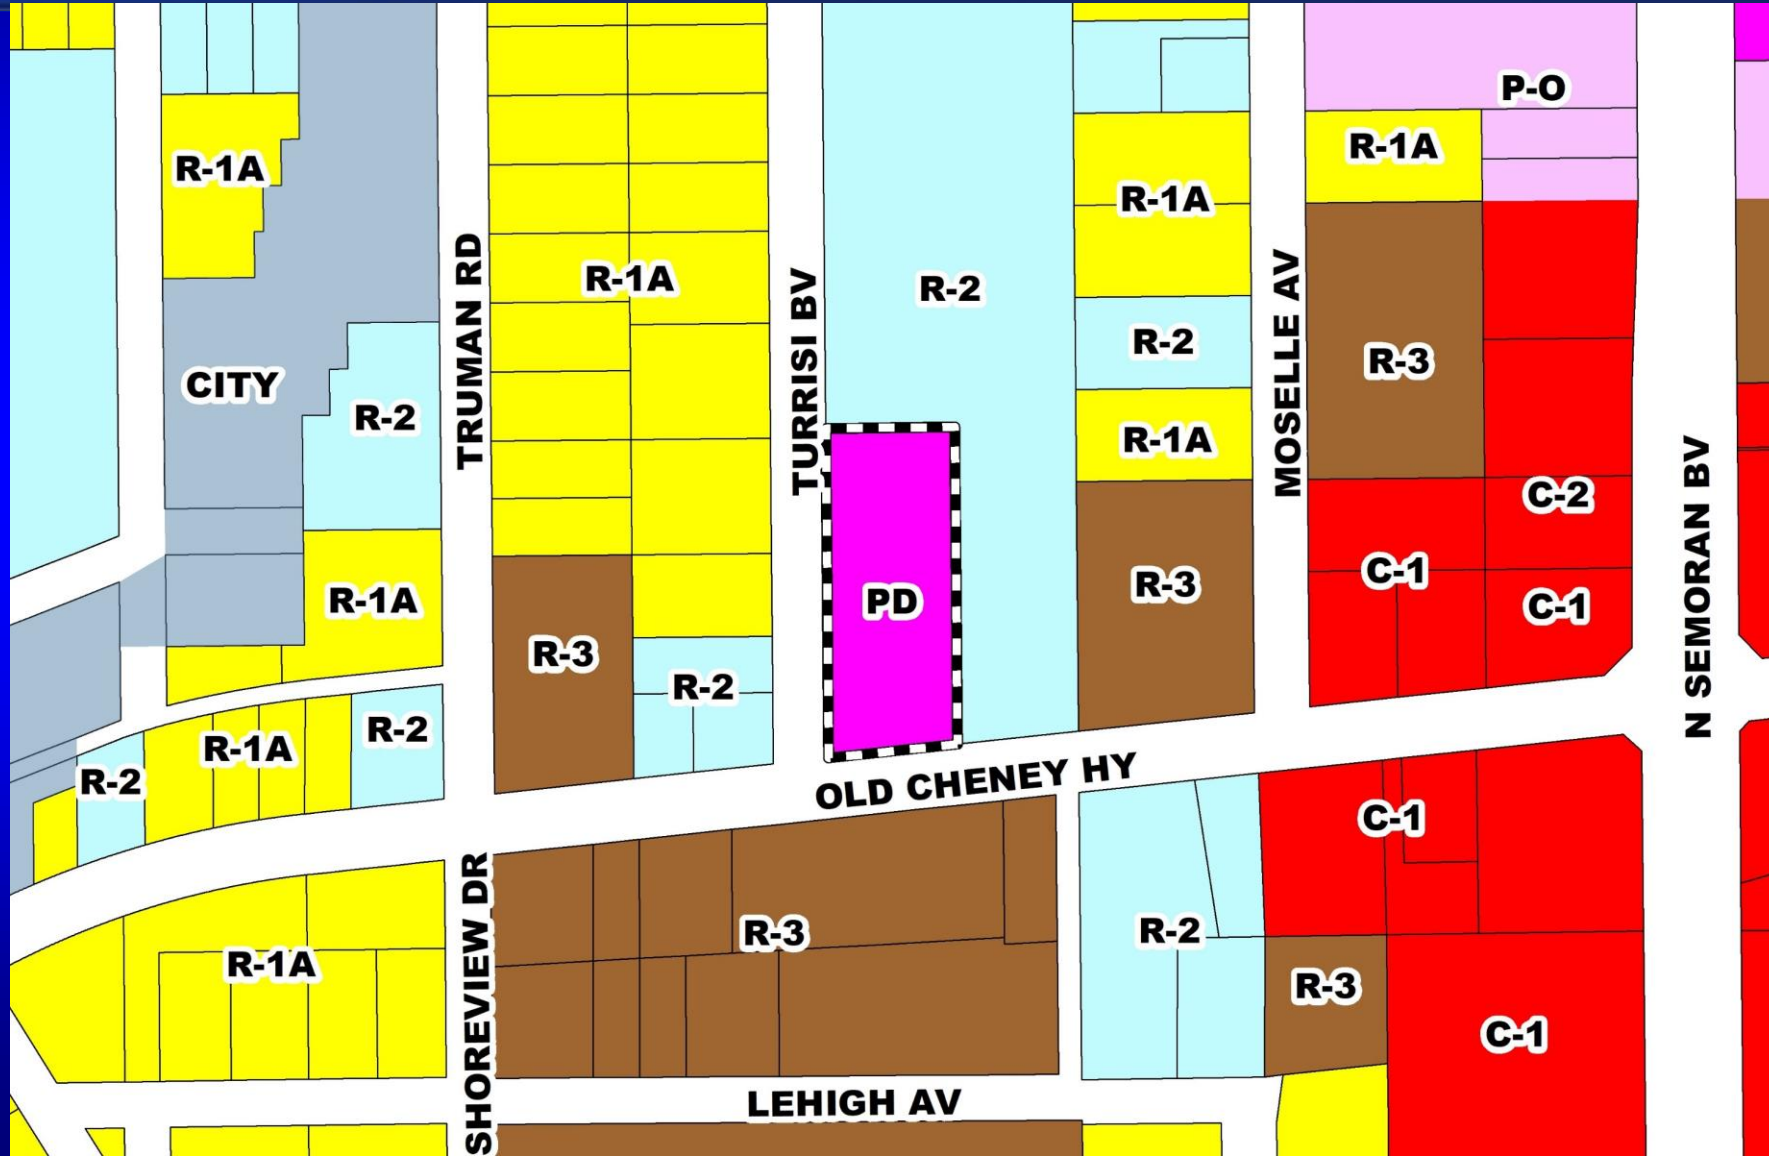 P-O
R-1A
R-1A
R-1A
R-1A
R-2
R-2
R-3
CITY
R-2
R-1A
C-2
C-1
R-3
PD
R-1A
C-1
R-3
R-2
R-2
R-1A
R-2
C-1
R-3
R-2
R-1A
R-3
C-1
TRUMAN RD
TURRISI BV
MOSELLE AV
N SEMORAN BV
OLD CHENEY HY
SHOREVIEW DR
LEHIGH AV